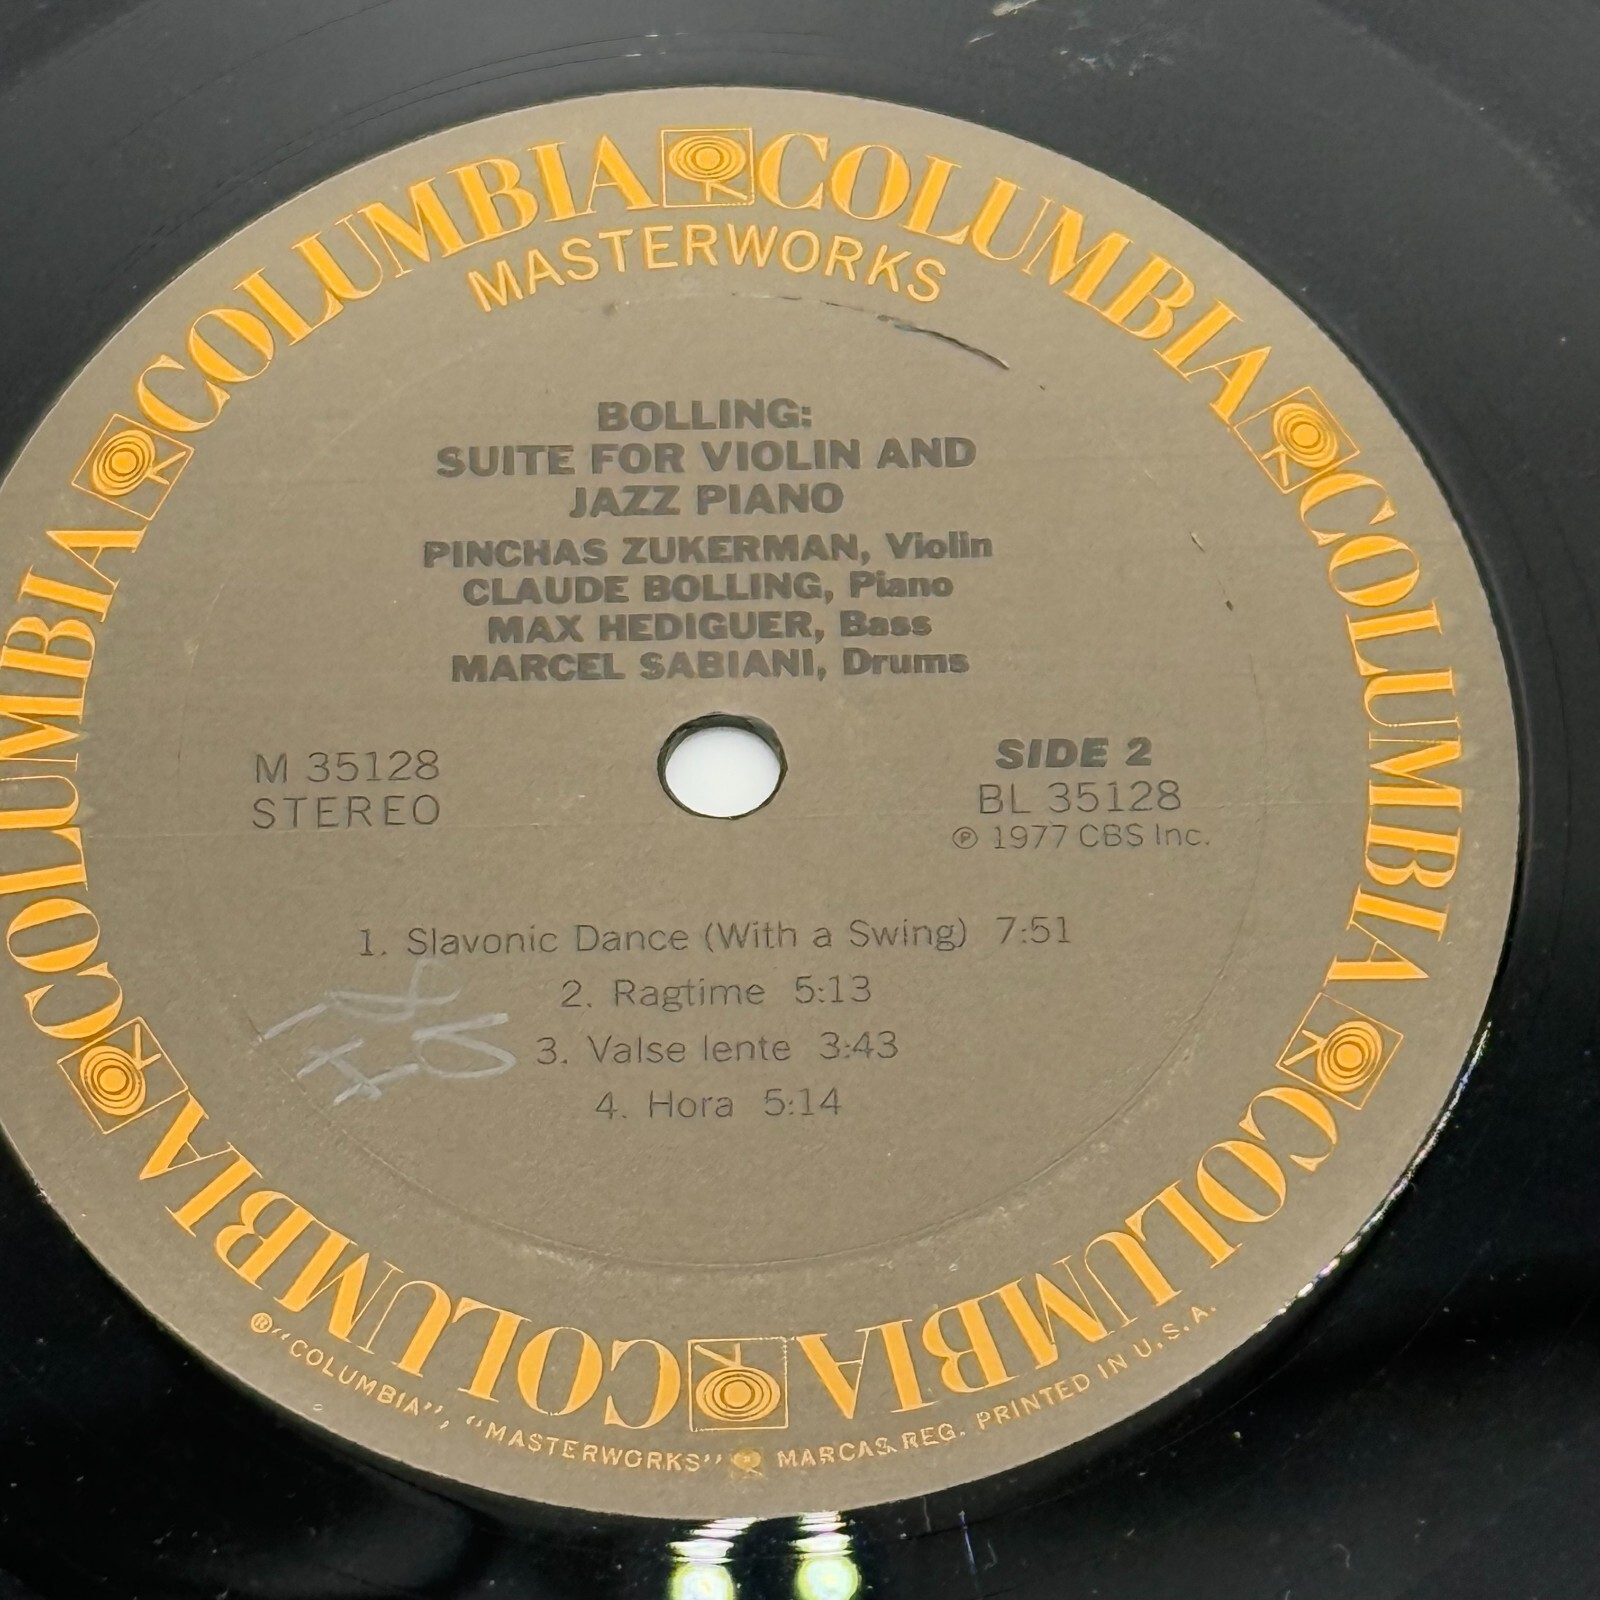 COLUMBIA COLUMBIA COLUMBIA COLUMBIA COLUMBIA COLUMBIA COLUMBIA
MASTERWORKS
BOLLING:
SUITE FOR VIOLIN AND
JAZZ PIANO
PINCHAS ZUKERMAN, Violin
CLAUDE BOLLING, Piano
MAX HEDIGUER, Bass
MARCEL SABIANI, Drums
M 35128
STEREO
SIDE 2
BL 35128
℗ 1977 CBS Inc.
1. Slavonic Dance (With a Swing) 7:51
2. Ragtime 5:13
3. Valse lente 3:43
4. Hora 5:14
® "COLUMBIA", "MASTERWORKS" MARCAS REG. PRINTED IN U.S.A.